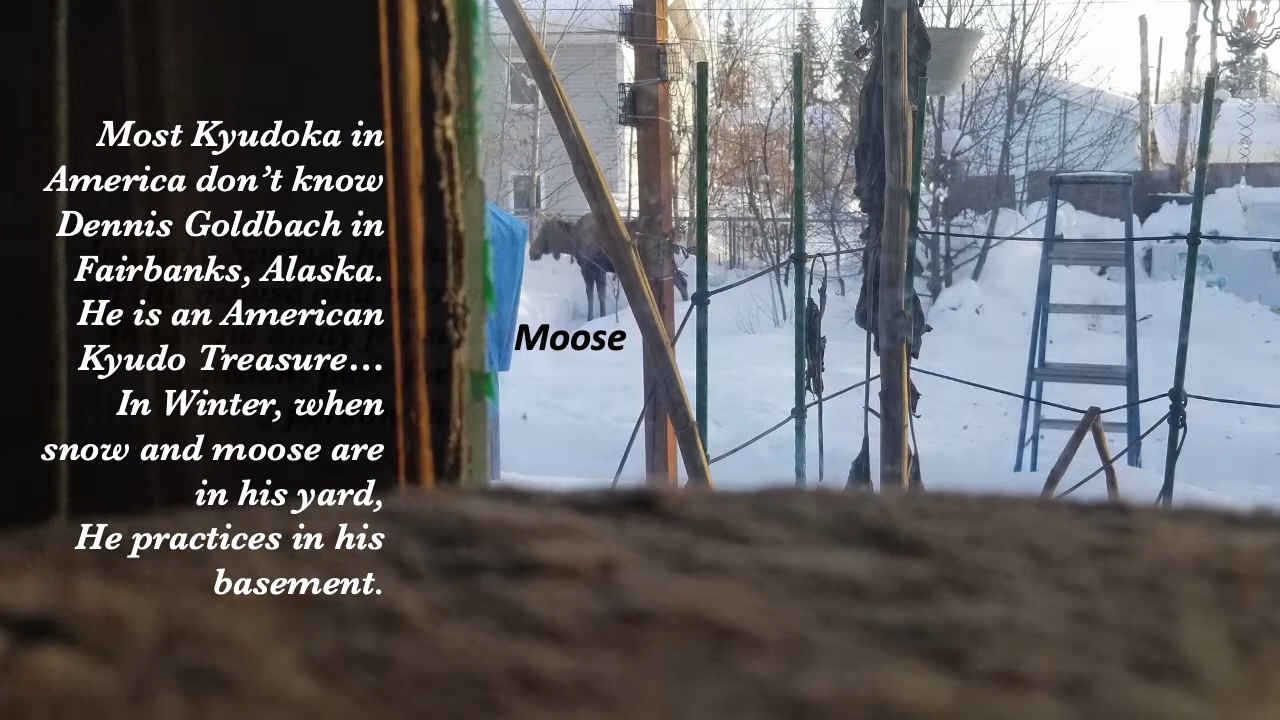 Most Kyudoka in
America don’t know
Dennis Goldbach in
Fairbanks, Alaska.
He is an American
Kyudo Treasure…
In Winter, when
snow and moose are
in his yard,
He practices in his
basement.
Moose